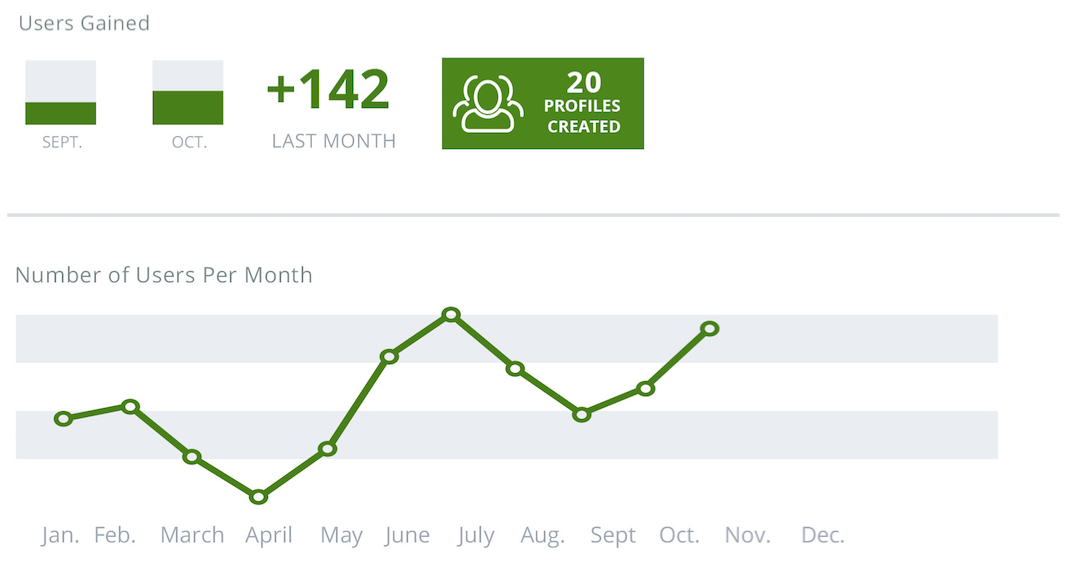 Users Gained
SEPT.
OCT.
+142
LAST MONTH
20
PROFILES
CREATED
Number of Users Per Month
Jan. Feb. March April May June July Aug. Sept Oct. Nov. Dec.